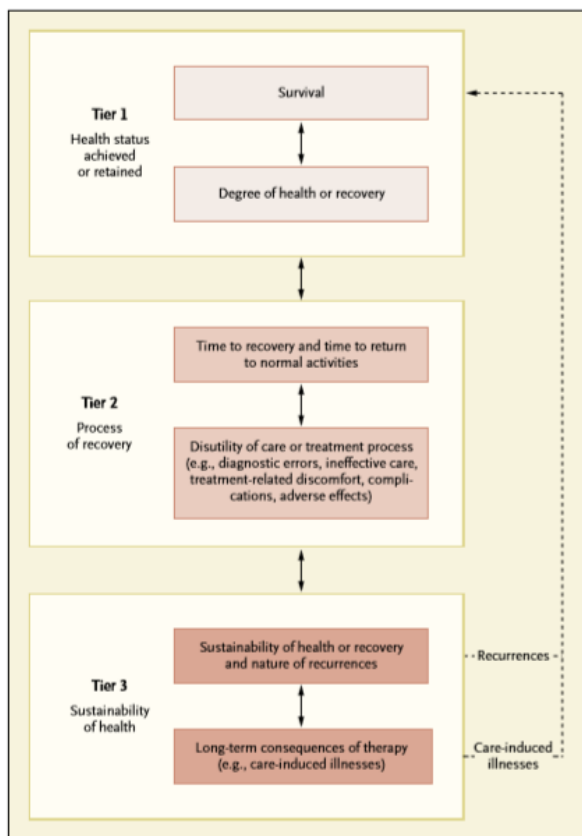 Tier 1
Health status
achieved
or retained
Survival
Degree of health or recovery
Tier 2
Process
of recovery
Time to recovery and time to return
to normal activities
Disutility of care or treatment process
(e.g., diagnostic errors, ineffective care,
treatment-related discomfort, compli-
cations, adverse effects)
Tier 3
Sustainability
of health
Sustainability of health or recovery
and nature of recurrences
Recurrences
Long-term consequences of therapy
(e.g., care-induced illnesses)
Care-induced
illnesses